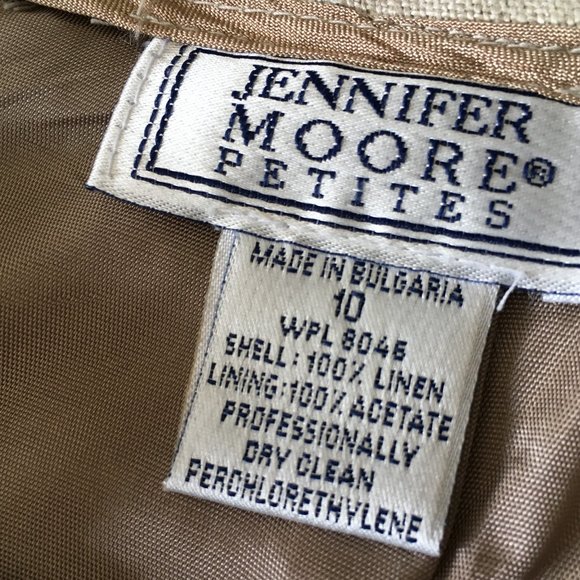 JENNIFER
MOORE®
PETITES
MADE IN BULGARIA
10
WPL 8046
SHELL: 100% LINEN
LINING: 100% ACETATE
PROFESSIONALLY
DRY CLEAN
PERCHLORETHYLENE